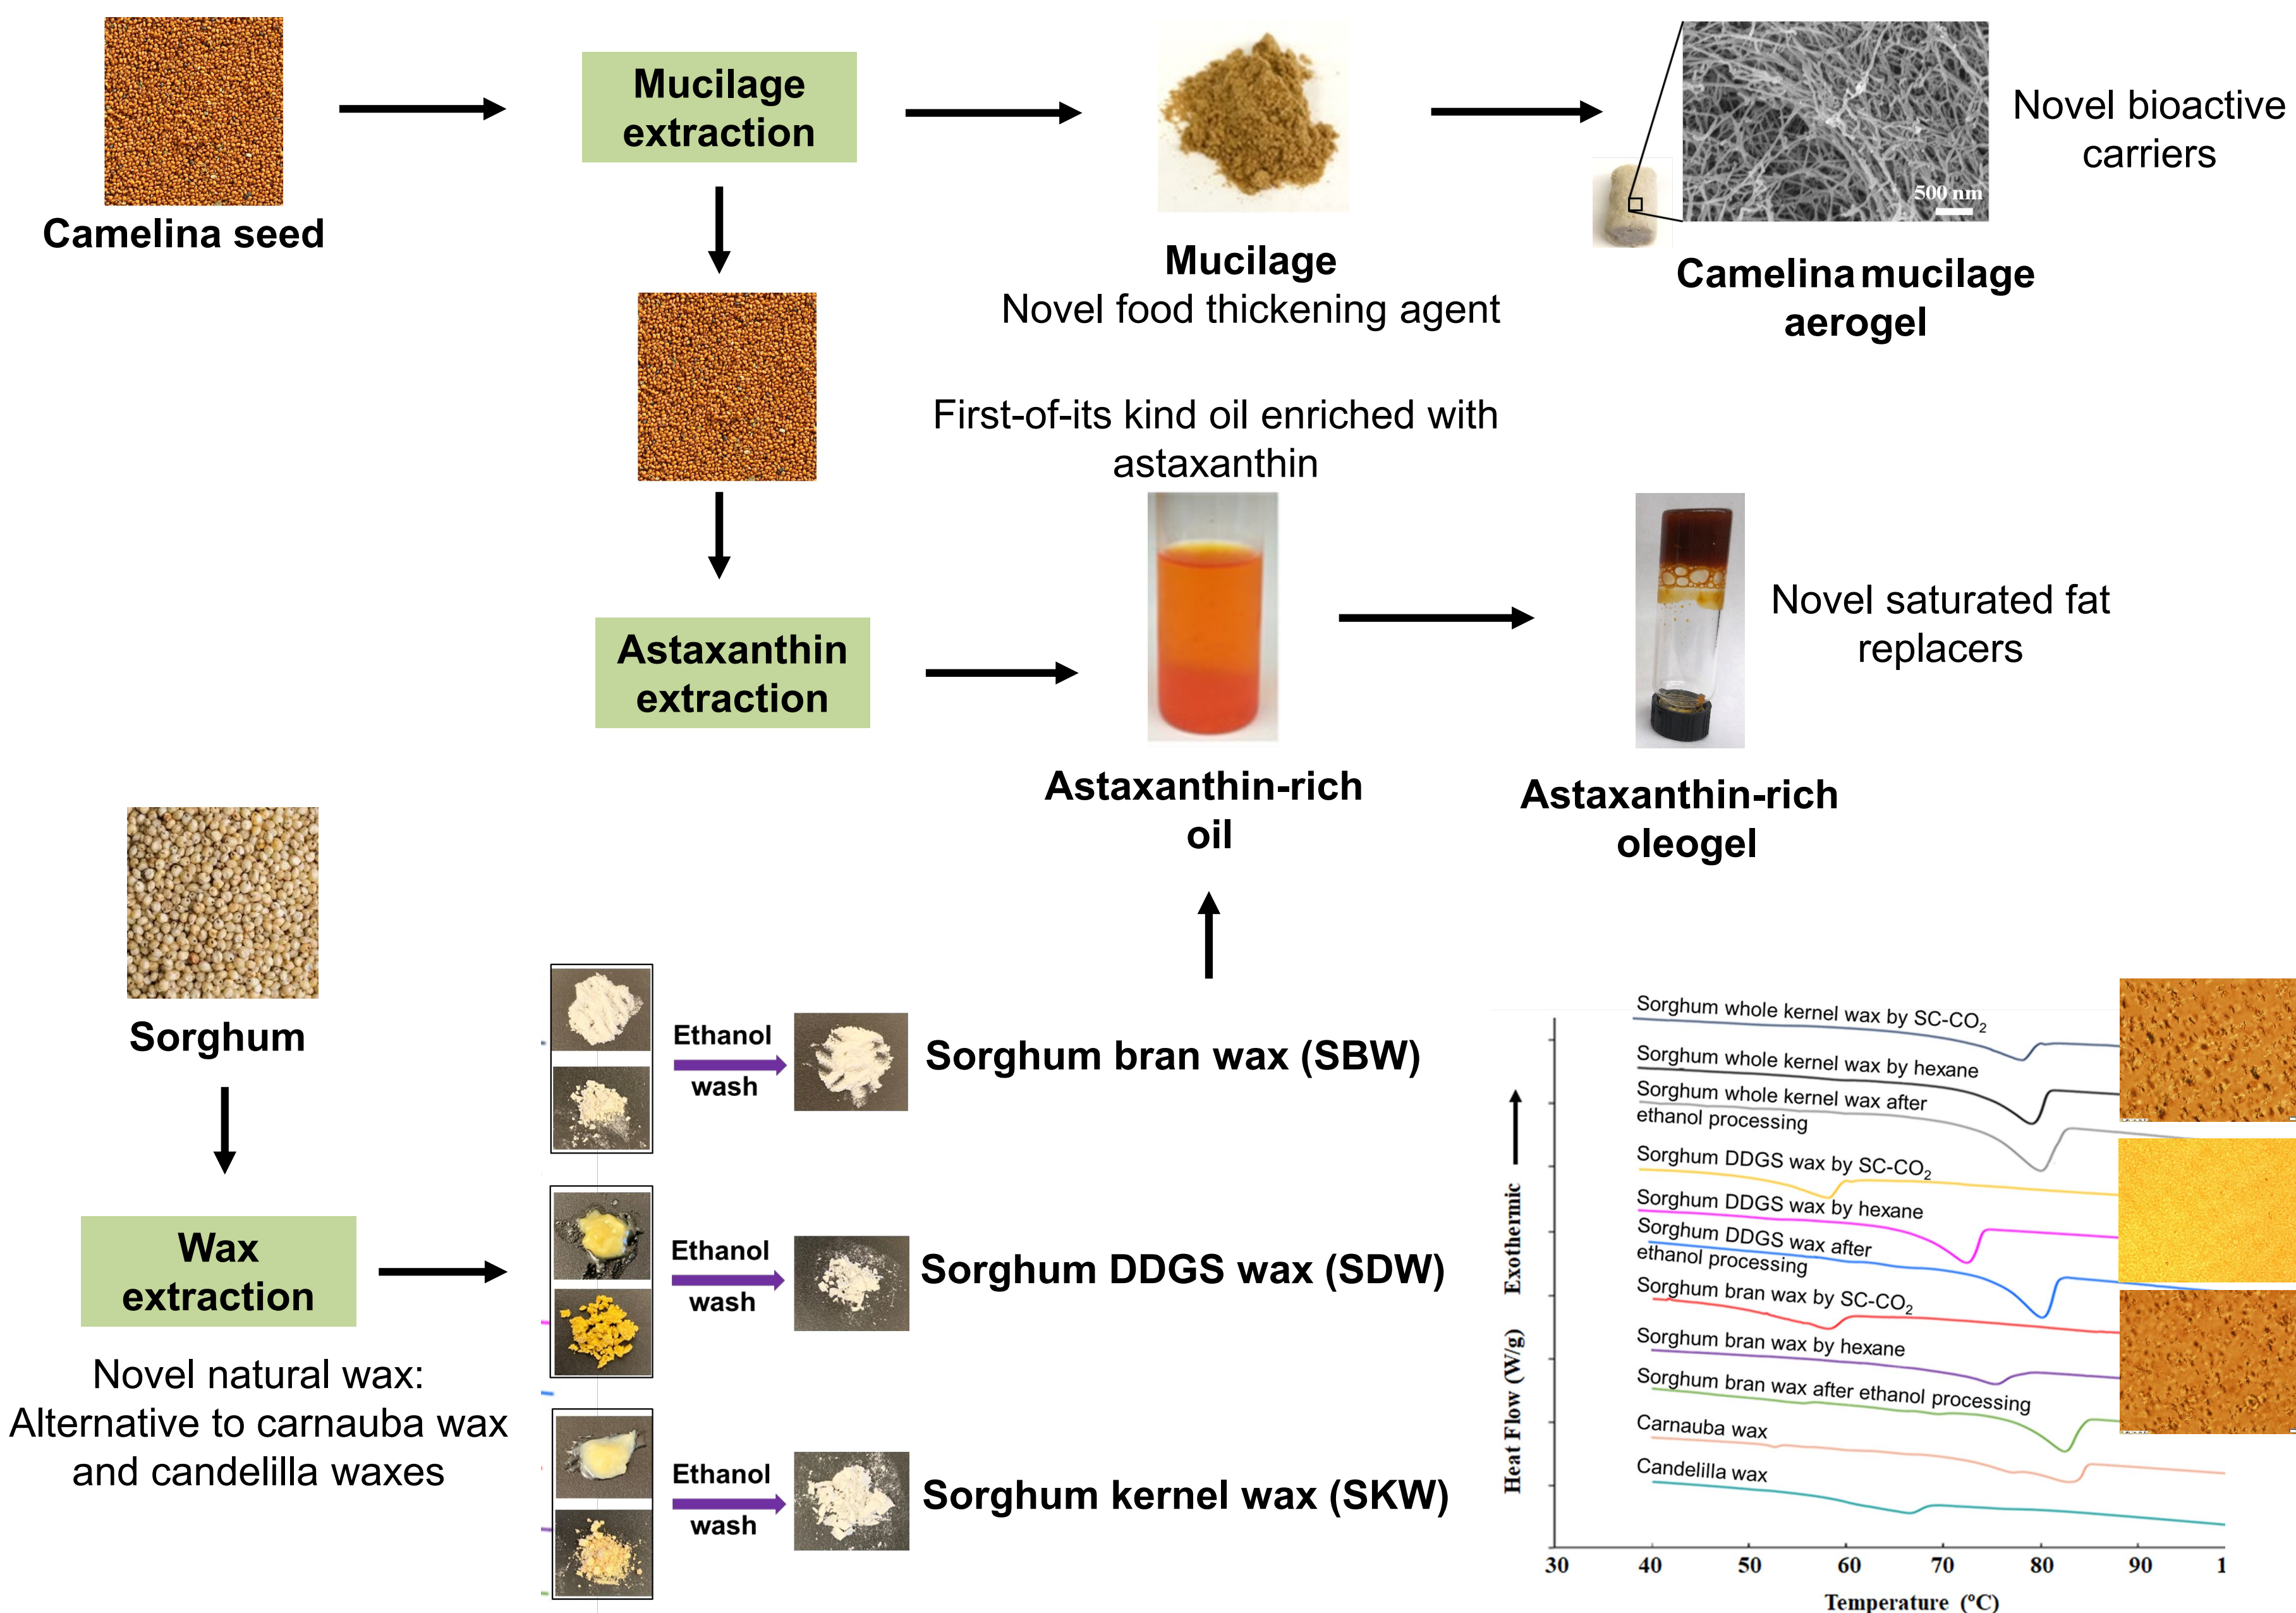 Camelina seed
Mucilage
extraction
Mucilage
Novel food thickening agent
500 nm
Camelina mucilage
aerogel
Novel bioactive
carriers
First-of-its kind oil enriched with
astaxanthin
Astaxanthin
extraction
Astaxanthin-rich
oil
Astaxanthin-rich
oleogel
Novel saturated fat
replacers
Sorghum
Wax
extraction
Novel natural wax:
Alternative to carnauba wax
and candelilla waxes
Ethanol
wash
Sorghum bran wax (SBW)
Ethanol
wash
Sorghum DDGS wax (SDW)
Ethanol
wash
Sorghum kernel wax (SKW)
Heat Flow (W/g) Exothermic
Sorghum whole kernel wax by SC-CO₂
Sorghum whole kernel wax by hexane
Sorghum whole kernel wax after
ethanol processing
Sorghum DDGS wax by SC-CO₂
Sorghum DDGS wax by hexane
Sorghum DDGS wax after
ethanol processing
Sorghum bran wax by SC-CO₂
Sorghum bran wax by hexane
Sorghum bran wax after ethanol processing
Carnauba wax
Candelilla wax
30 40 50 60 70 80 90 1
Temperature (°C)